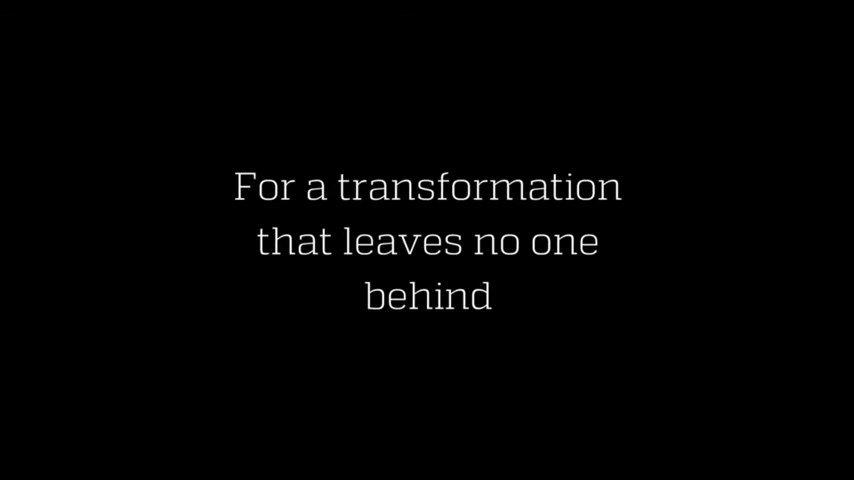 For a transformation
that leaves no one
behind